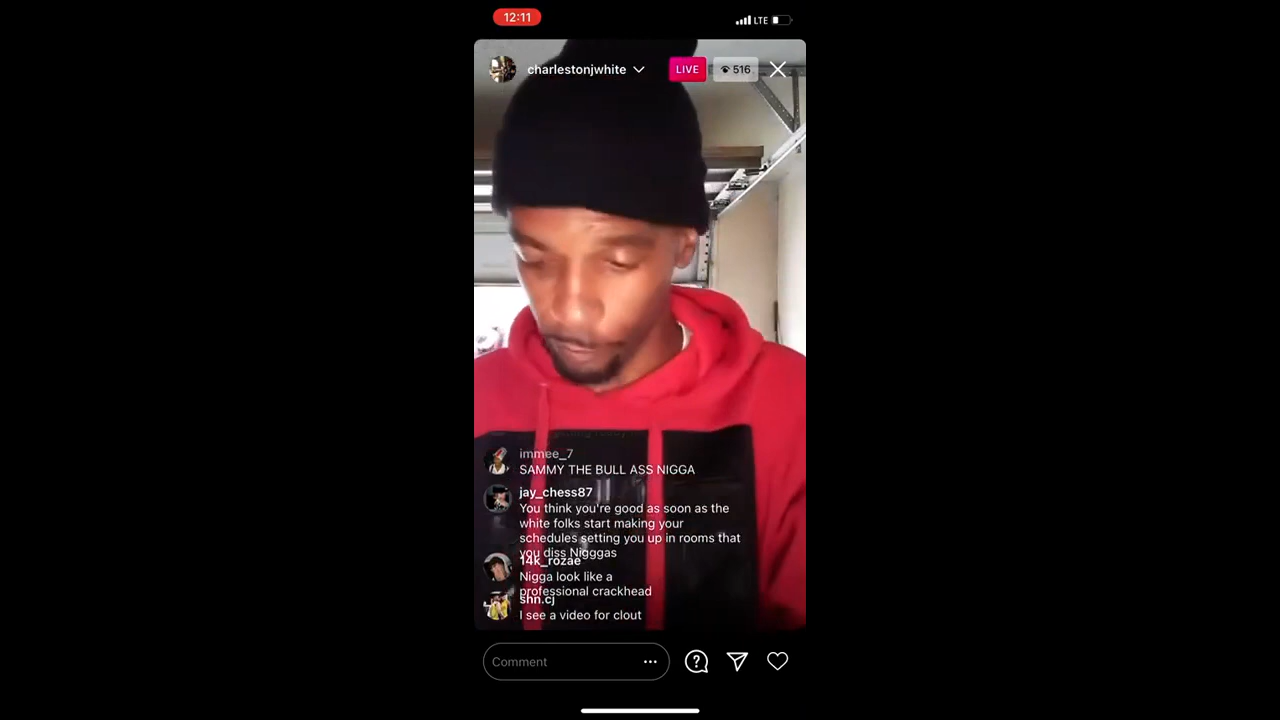 12:11
LTE
charlestonjwhite
LIVE
516
immee_7
SAMMY THE BULL ASS NIGGA
jay_chess87
You think you're good as soon as the
white folks start making your
schedules setting you up in rooms that
you diss Nigggas
14k_rozae
Nigga look like a
professional crackhead
shn.cj
I see a video for clout
Comment